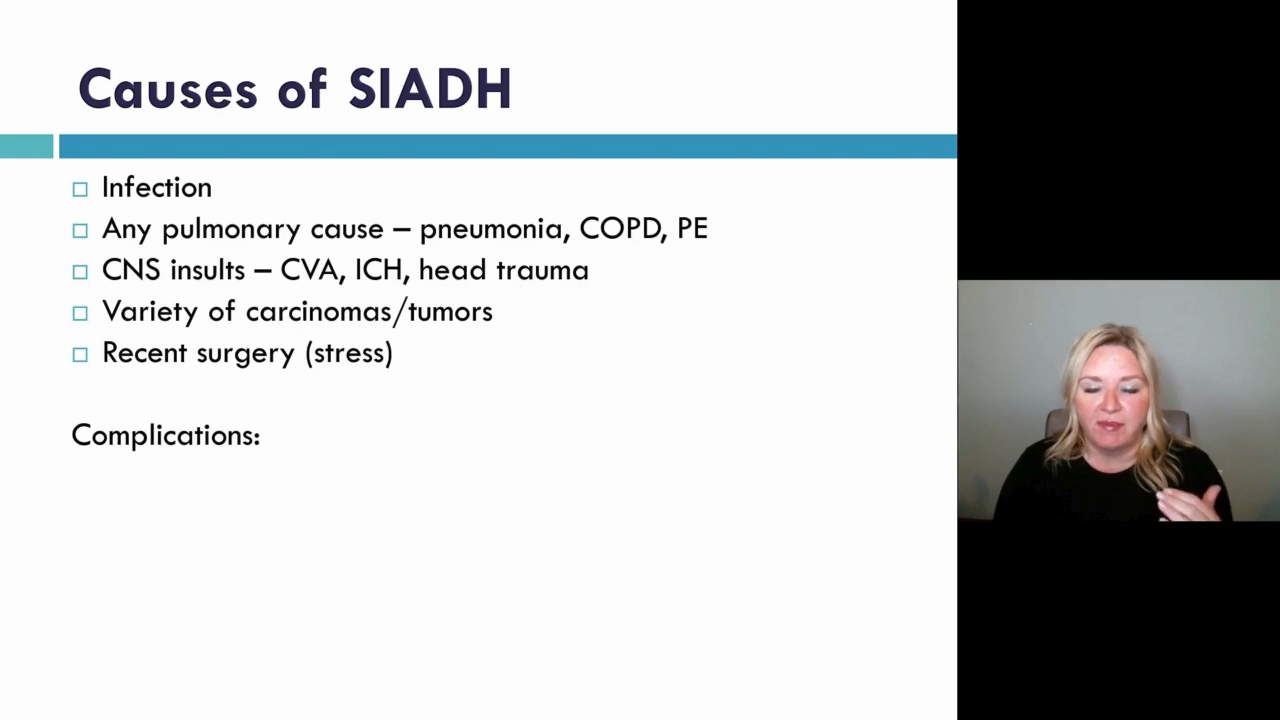 Causes of SIADH
Infection
Any pulmonary cause – pneumonia, COPD, PE
CNS insults – CVA, ICH, head trauma
Variety of carcinomas/tumors
Recent surgery (stress)
Complications: